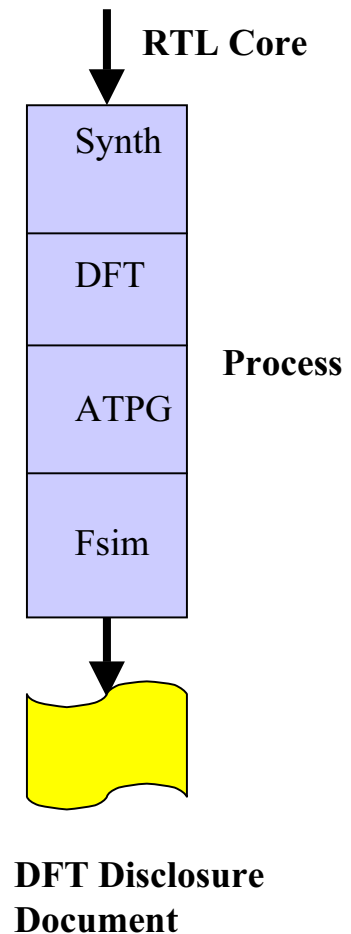 RTL Core
Synth
DFT
Process
ATPG
Fsim
DFT Disclosure
Document